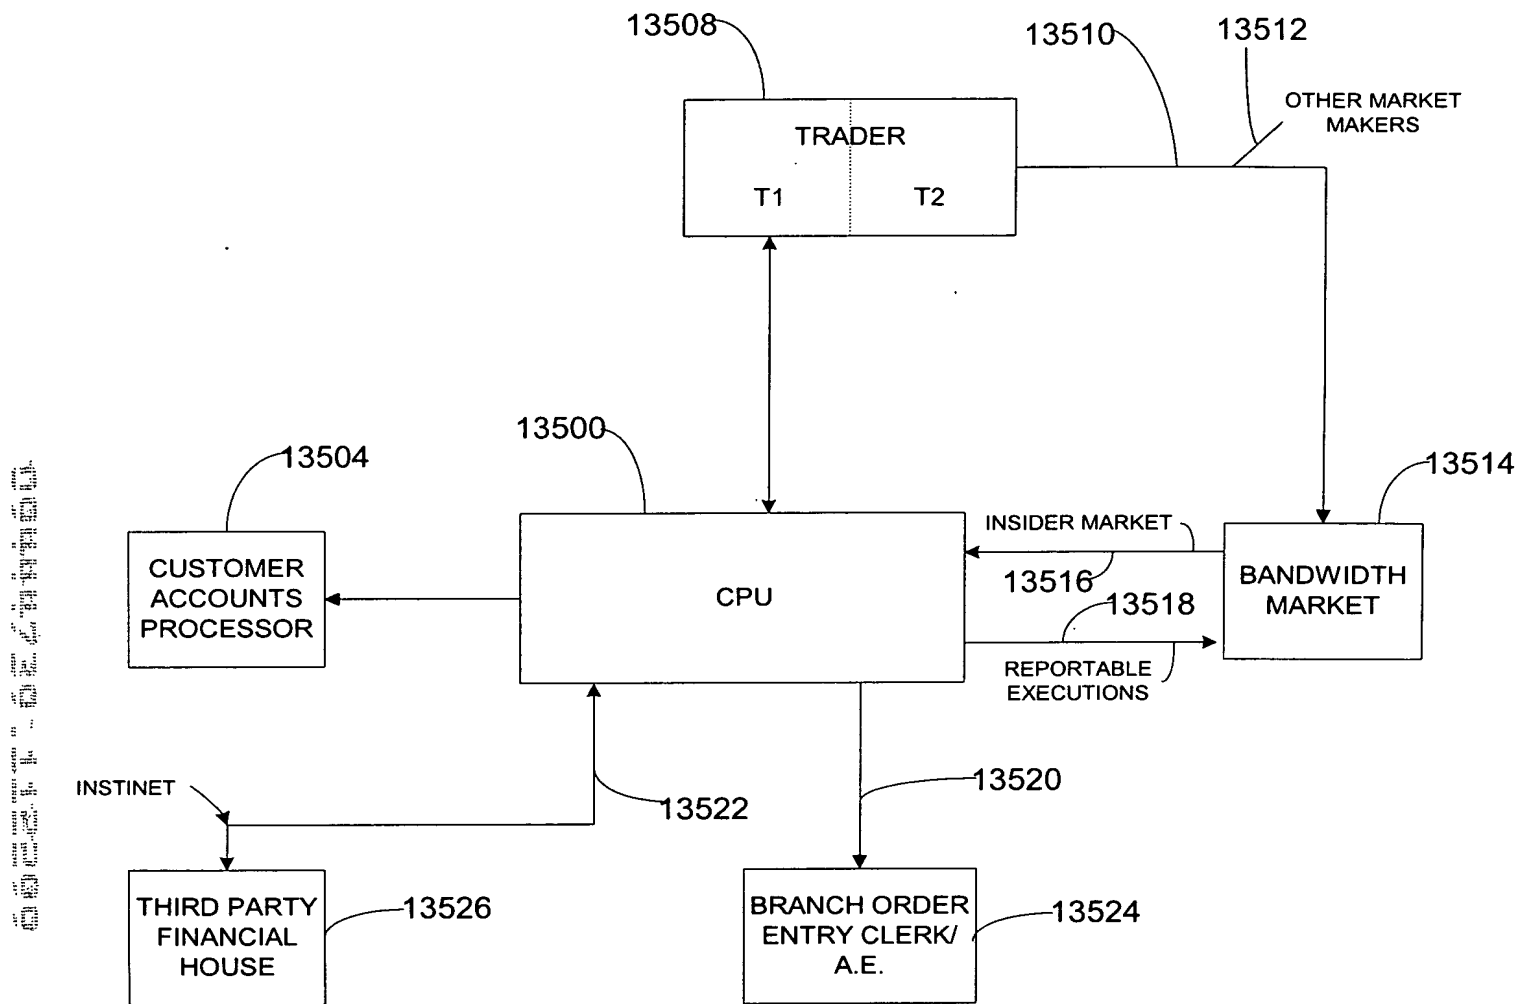 13508
13510
13512
OTHER MARKET
MAKERS
TRADER
T1
T2
13500
13504
13514
INSIDER MARKET
13516
CUSTOMER
ACCOUNTS
PROCESSOR
CPU
BANDWIDTH
MARKET
13518
REPORTABLE
EXECUTIONS
INSTINET
13522
13520
THIRD PARTY
FINANCIAL
HOUSE
13526
BRANCH ORDER
ENTRY CLERK/
A.E.
13524